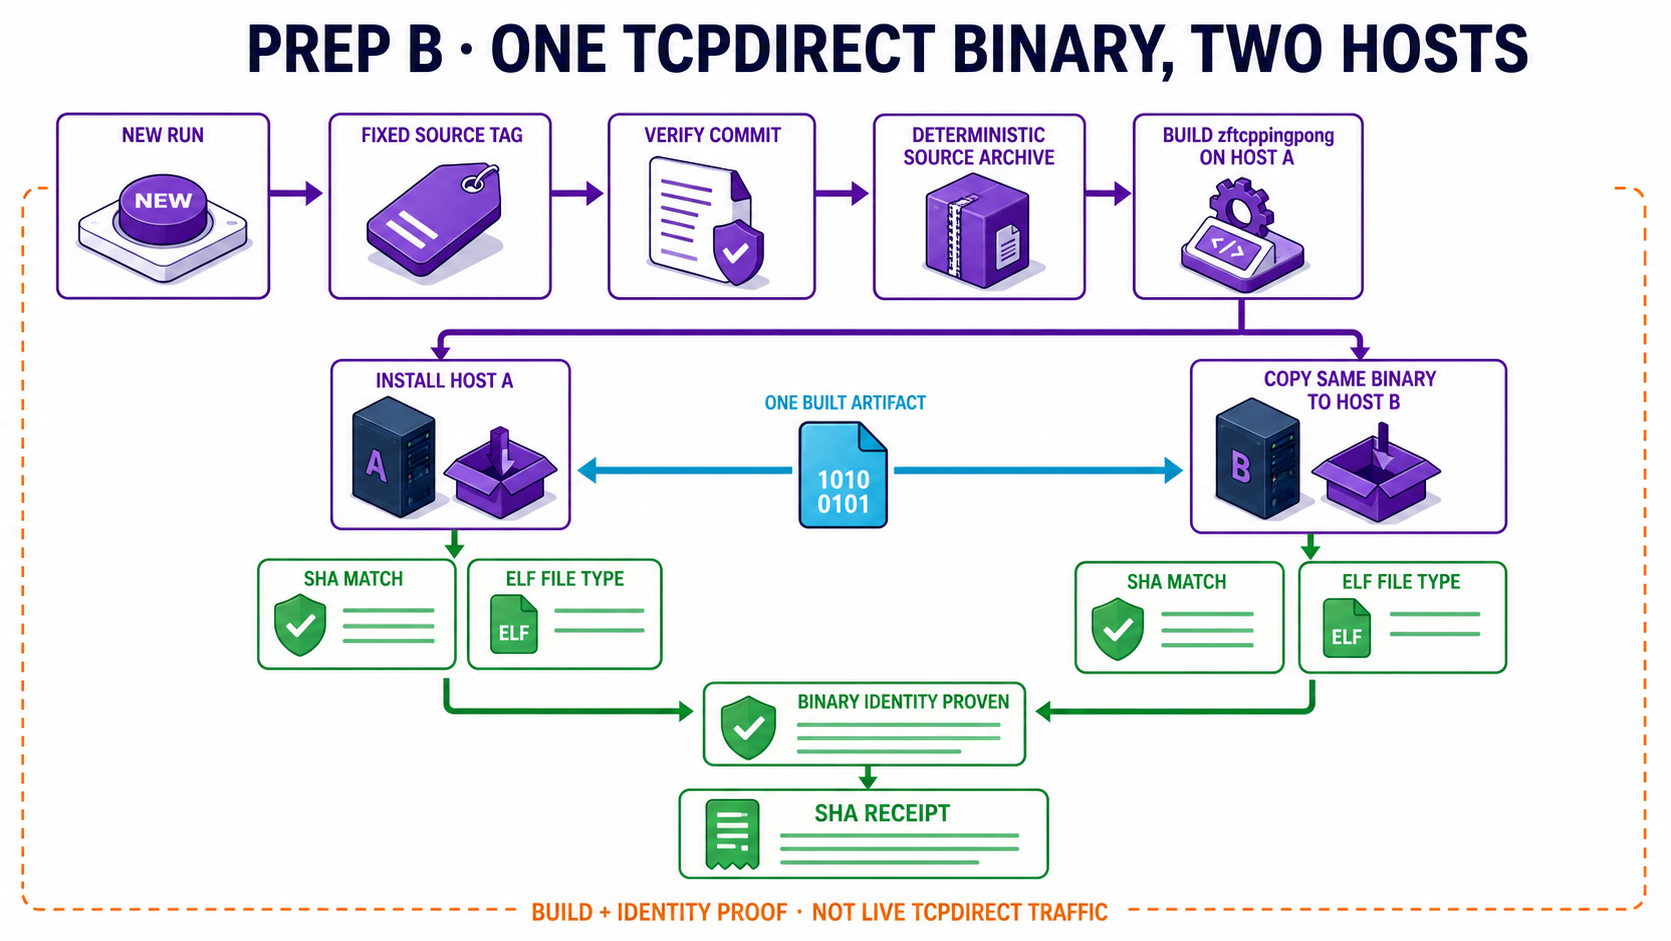 PREP B · ONE TCPDIRECT BINARY, TWO HOSTS
NEW RUN
NEW
FIXED SOURCE TAG
VERIFY COMMIT
DETERMINISTIC
SOURCE ARCHIVE
BUILD zftcppingpong
ON HOST A
</>
INSTALL HOST A
A
ONE BUILT ARTIFACT
1010
0101
COPY SAME BINARY
TO HOST B
B
SHA MATCH
ELF FILE TYPE
ELF
SHA MATCH
ELF FILE TYPE
ELF
BINARY IDENTITY PROVEN
SHA RECEIPT
BUILD + IDENTITY PROOF · NOT LIVE TCPDIRECT TRAFFIC